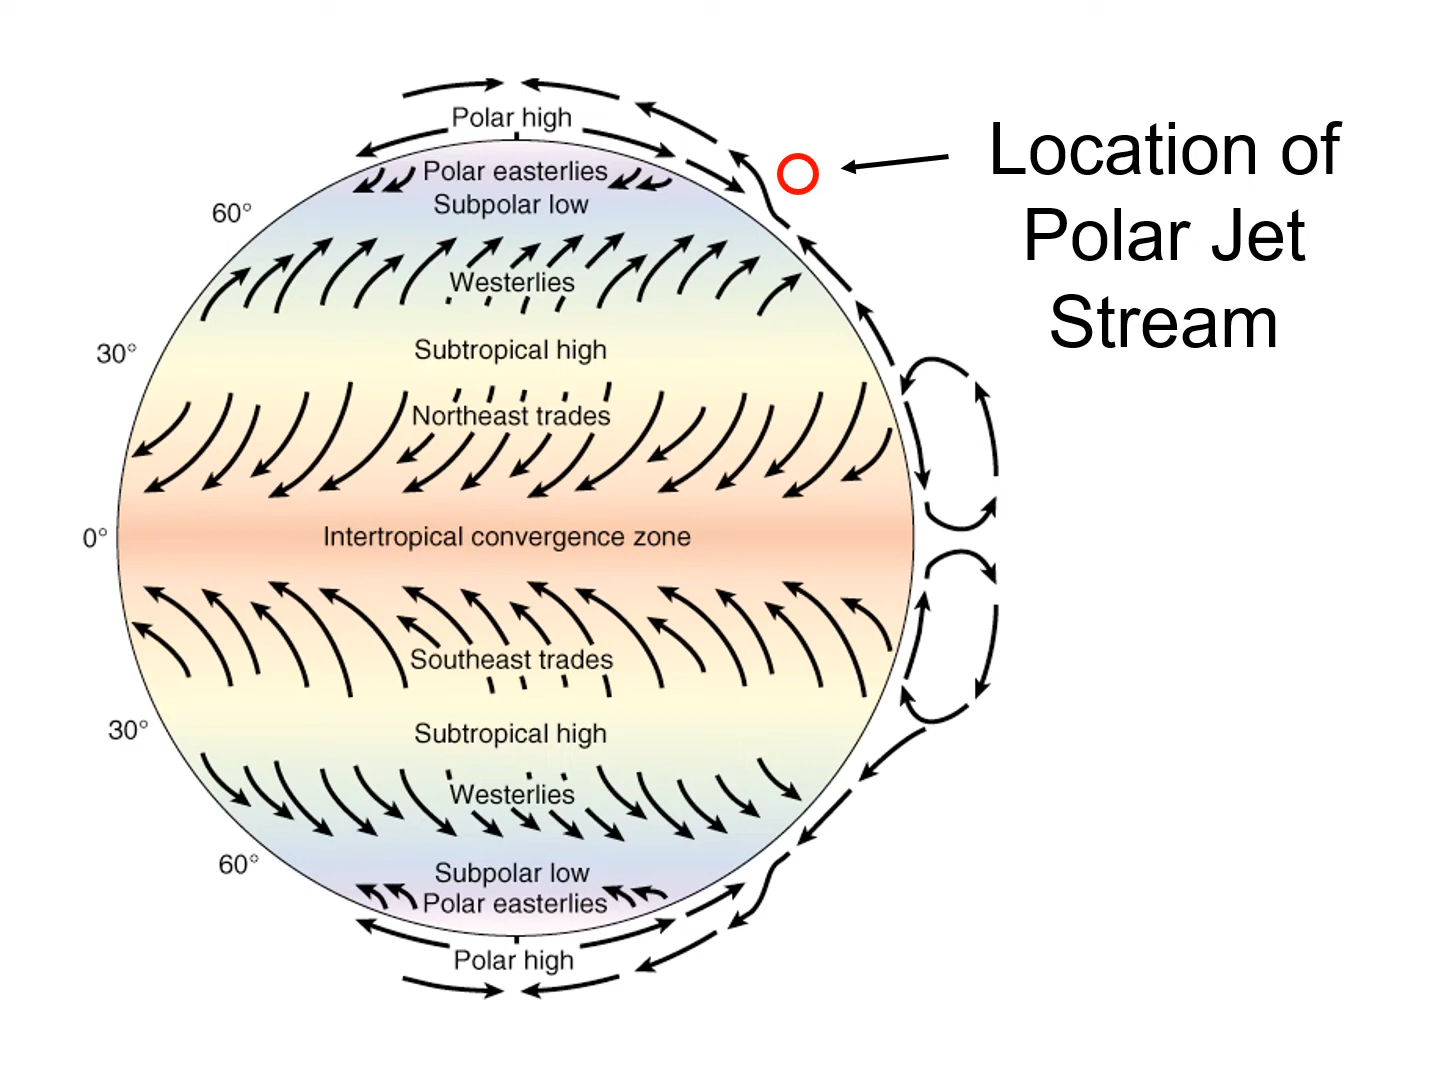 Polar high
Polar easterlies
Subpolar low
60°
Westerlies
30°
Subtropical high
Northeast trades
0°
Intertropical convergence zone
Southeast trades
30°
Subtropical high
Westerlies
60°
Subpolar low
Polar easterlies
Polar high
Location of
Polar Jet
Stream